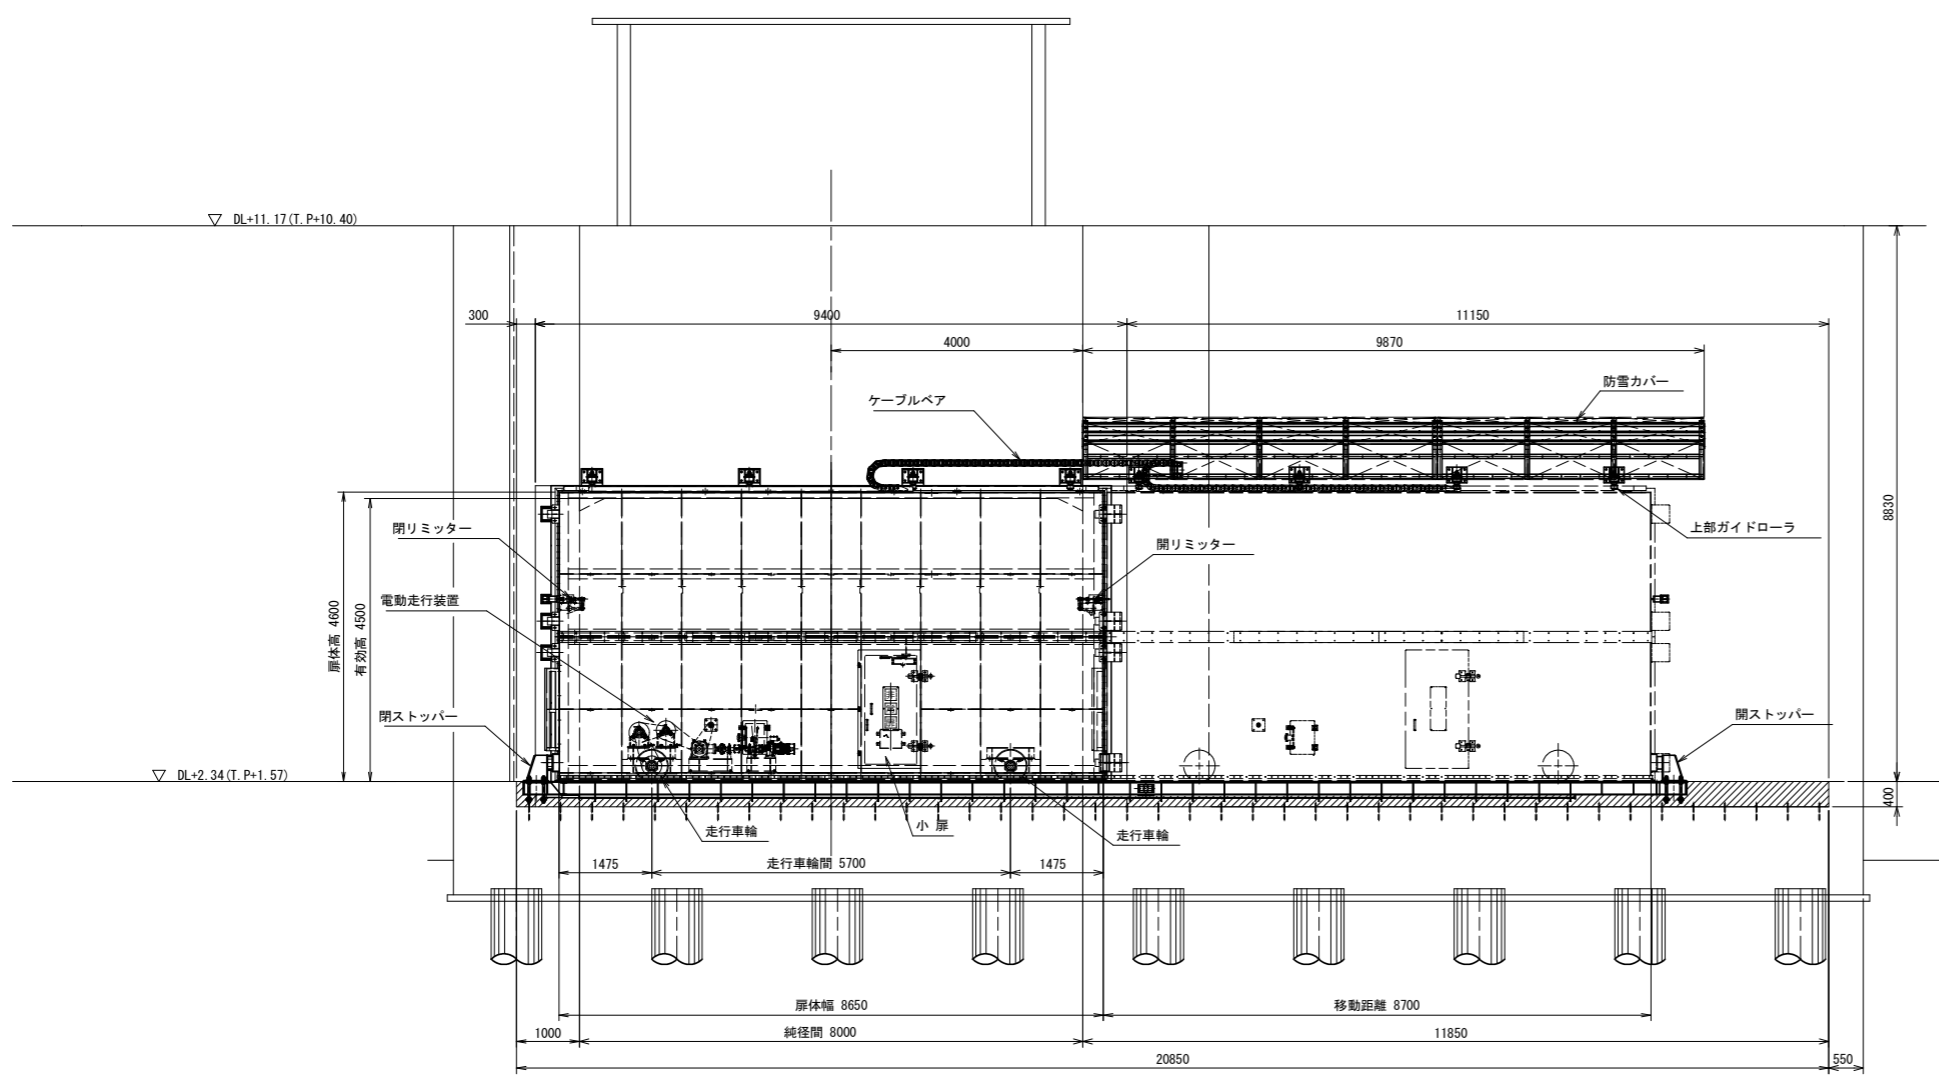 DL+11.17(T.P+10.40)
300
9400
11150
4000
9870
防雪カバー
ケーブルベア
8830
閉リミッター
開リミッター
上部ガイドローラ
電動走行装置
扉体高 4600
有効高 4500
閉ストッパー
開ストッパー
DL+2.34(T.P+1.57)
400
走行車輪
小 扉
走行車輪
1475
走行車輪間 5700
1475
扉体幅 8650
移動距離 8700
1000
純径間 8000
11850
20850
550